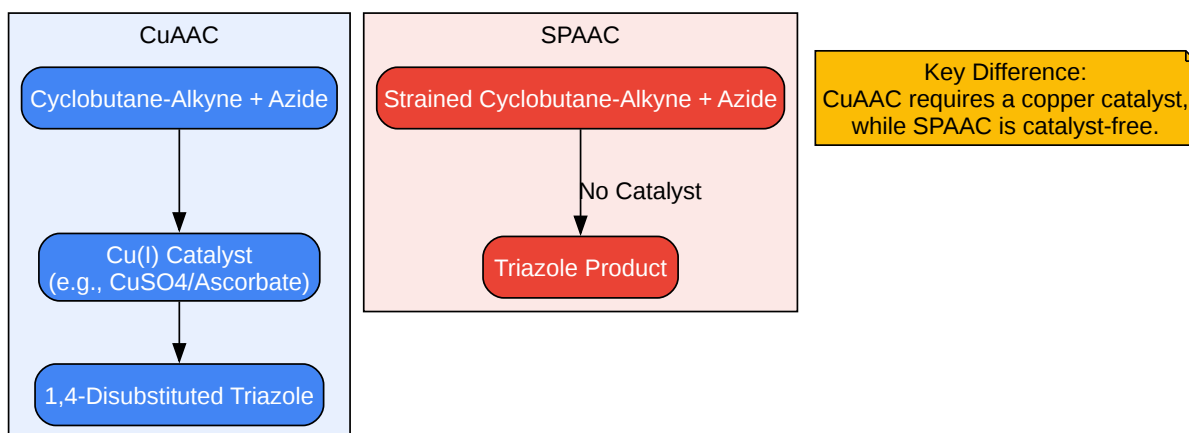 CuAAC
Cyclobutane-Alkyne + Azide
Cu(I) Catalyst
(e.g., CuSO4/Ascorbate)
1,4-Disubstituted Triazole
SPAAC
Strained Cyclobutane-Alkyne + Azide
No Catalyst
Triazole Product
Key Difference:
CuAAC requires a copper catalyst,
while SPAAC is catalyst-free.